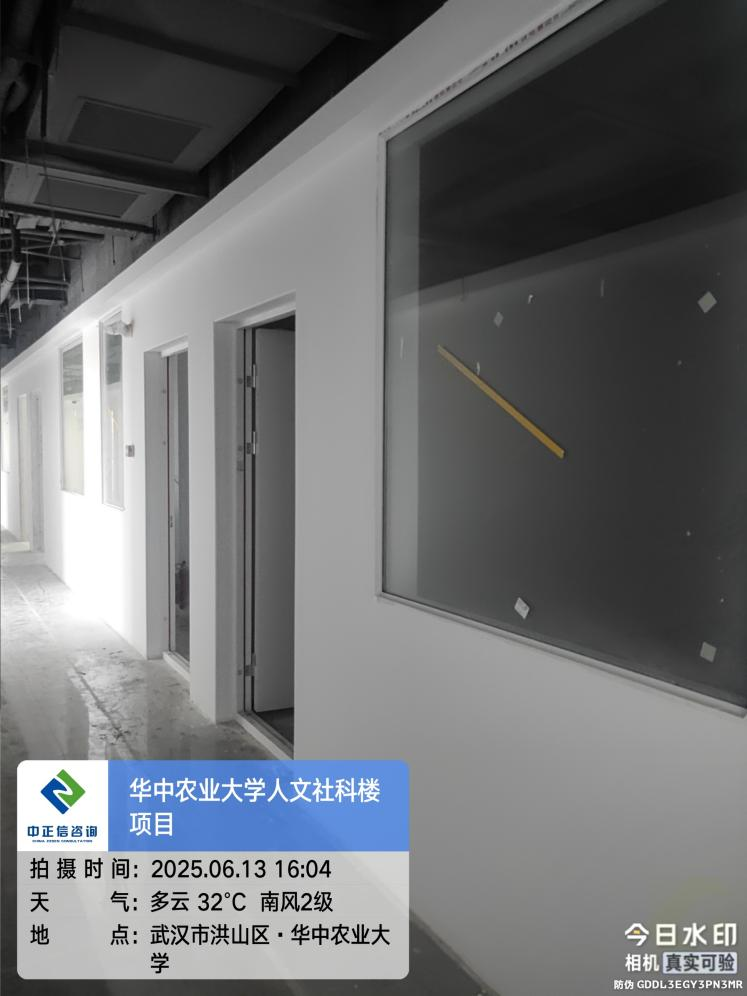 华中农业大学人文社科楼
项目
中正信咨询
拍摄时间：2025.06.13 16:04
天气：多云 32℃ 南风2级
地点：武汉市洪山区·华中农业大
学
今日水印
相机 真实可验
防伪 GDDL3EGY3PN3MR